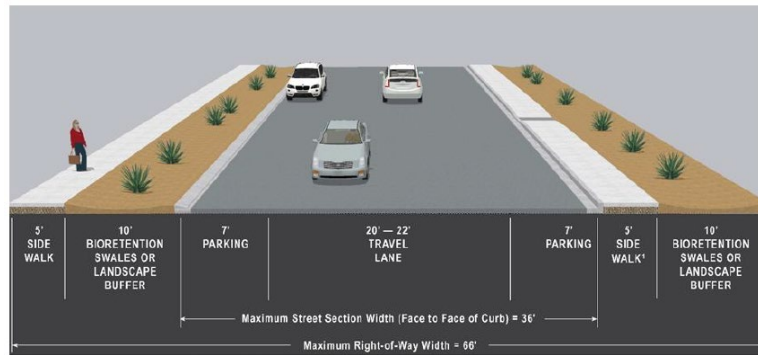 5'
SIDE
WALK
10'
BIORETENTION
SWALES OR
LANDSCAPE
BUFFER
7'
PARKING
20' — 22'
TRAVEL
LANE
7'
PARKING
5'
SIDE
WALK¹
10'
BIORETENTION
SWALES OR
LANDSCAPE
BUFFER
Maximum Street Section Width (Face to Face of Curb) = 36'
Maximum Right-of-Way Width = 66'